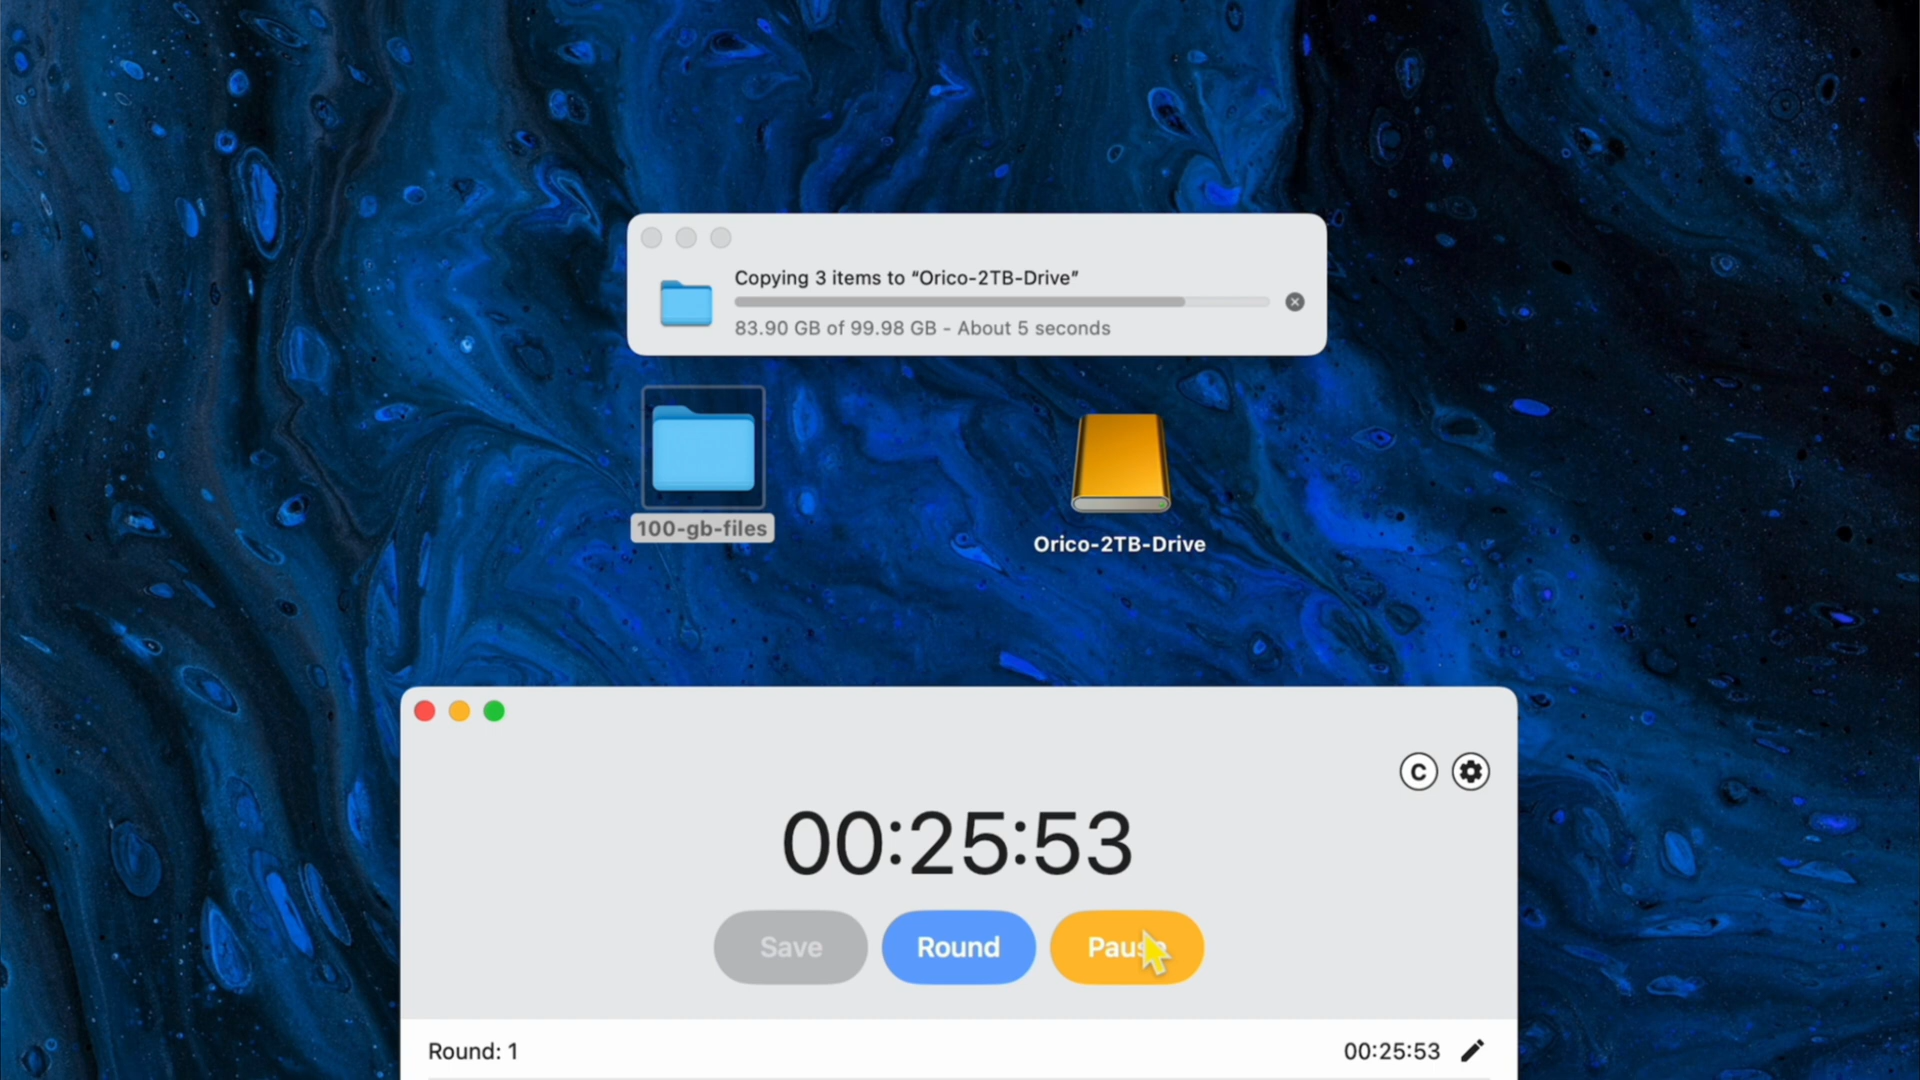 Copying 3 items to “Orico-2TB-Drive”
83.90 GB of 99.98 GB - About 5 seconds
100-gb-files
Orico-2TB-Drive
C
00:25:53
Save
Round
Pause
Round: 1
00:25:53